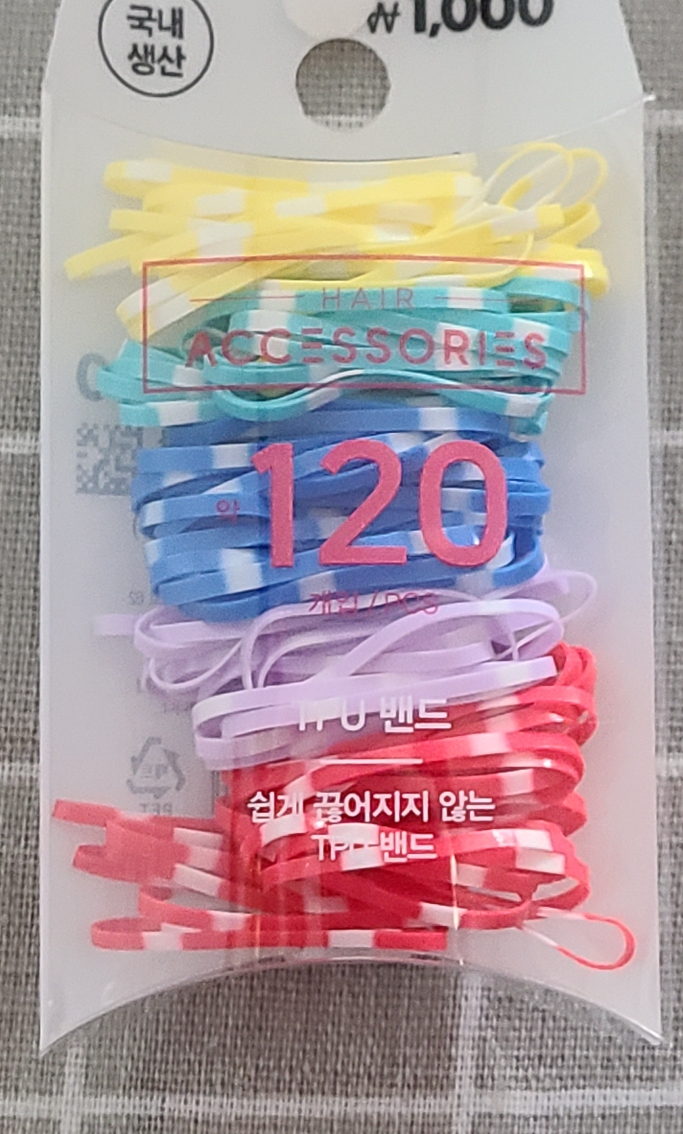 국내
생산
₩1,000
HAIR
ACCESSORIES
약 120
개입 / PCS
TPU 밴드
쉽게 끊어지지 않는
TPU 밴드